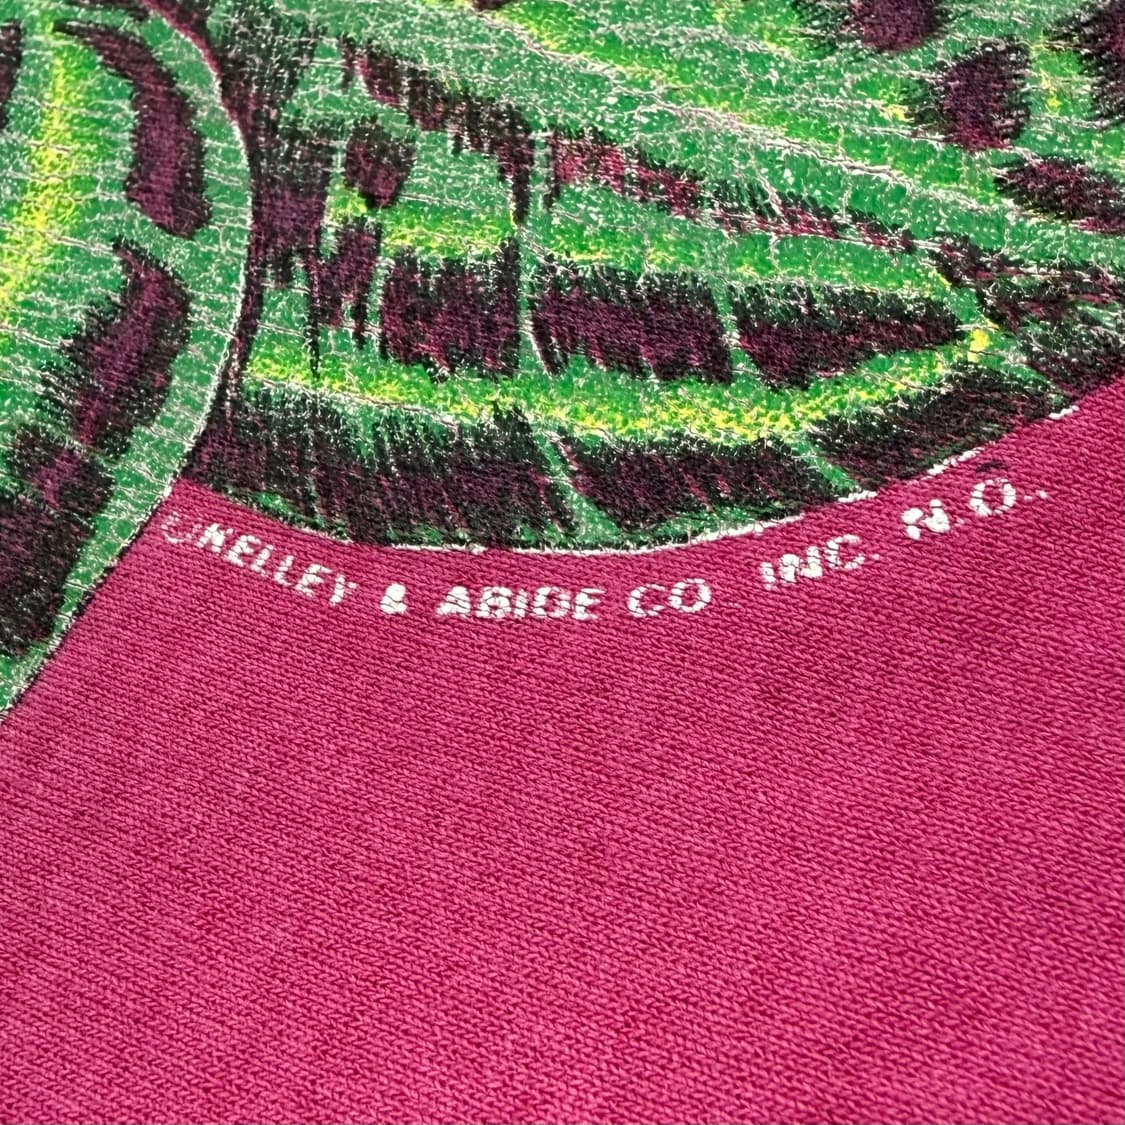 ©KELLEY & ABIDE CO INC. N.O.,